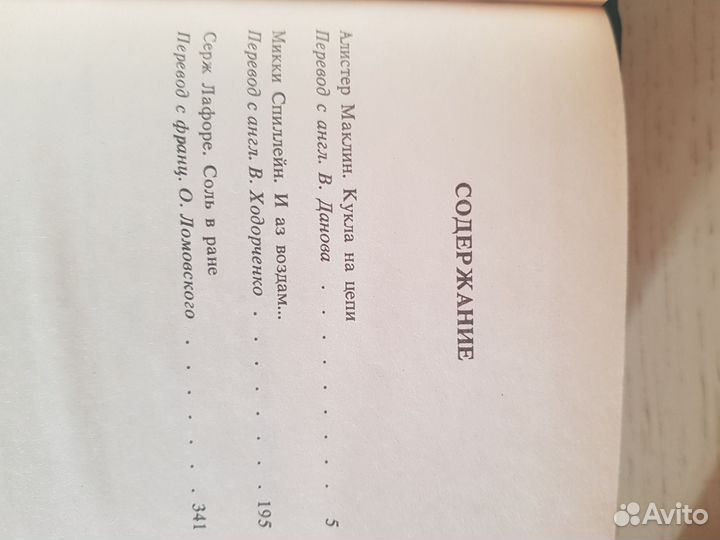 СОДЕРЖАНИЕ
Алистер Маклин. Кукла на цепи
Перевод с англ. В. Данова . . . . . . . . 5
Микки Спиллейн. И аз воздам...
Перевод с англ. В. Ходорченко . . . . . . . 195
Серж Лафоре. Соль в ране
Перевод с франц. О. Ломовского . . . . . . 341
Avito